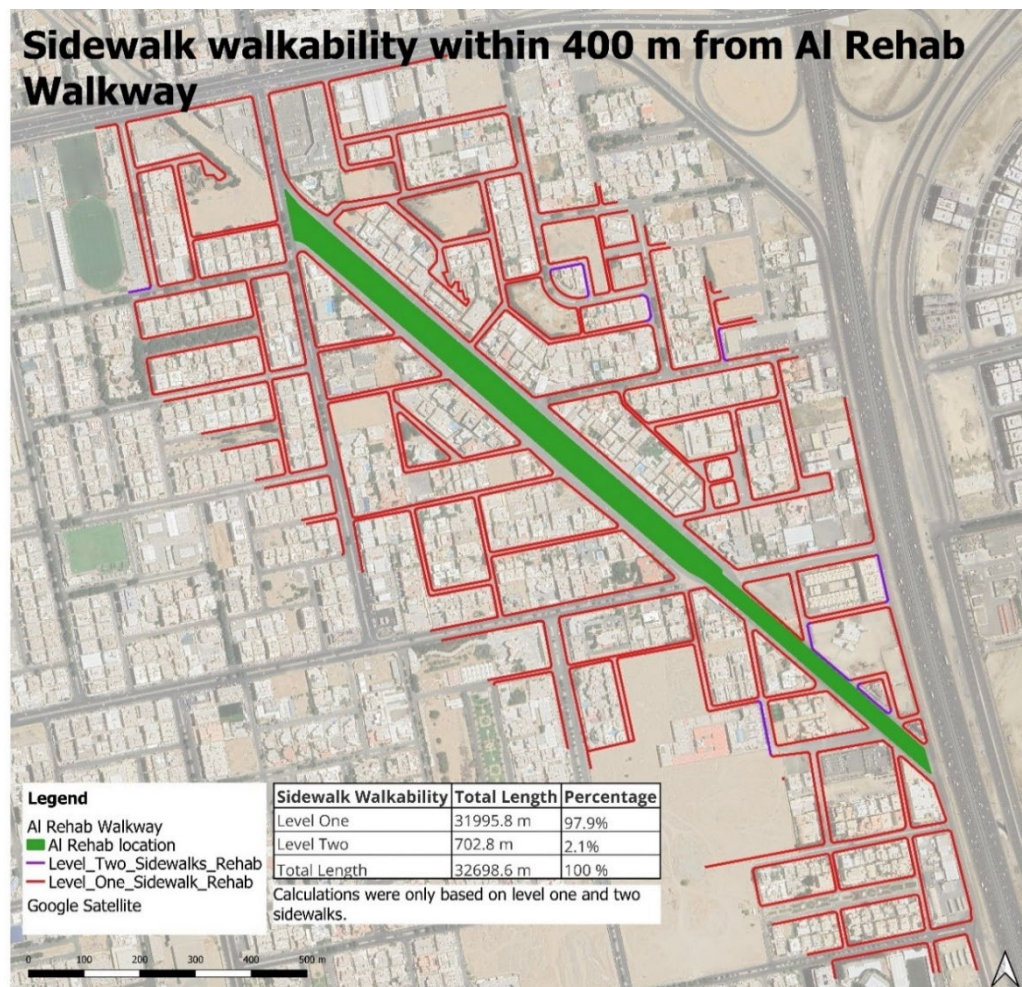 Sidewalk walkability within 400 m from Al Rehab
Walkway
Legend
Al Rehab Walkway
Al Rehab location
Level_Two_Sidewalks_Rehab
Level_One_Sidewalk_Rehab
Google Satellite
Sidewalk Walkability Total Length Percentage
Level One 31995.8 m 97.9%
Level Two 702.8 m 2.1%
Total Length 32698.6 m 100 %
Calculations were only based on level one and two
sidewalks.
0 100 200 300 400 500 m